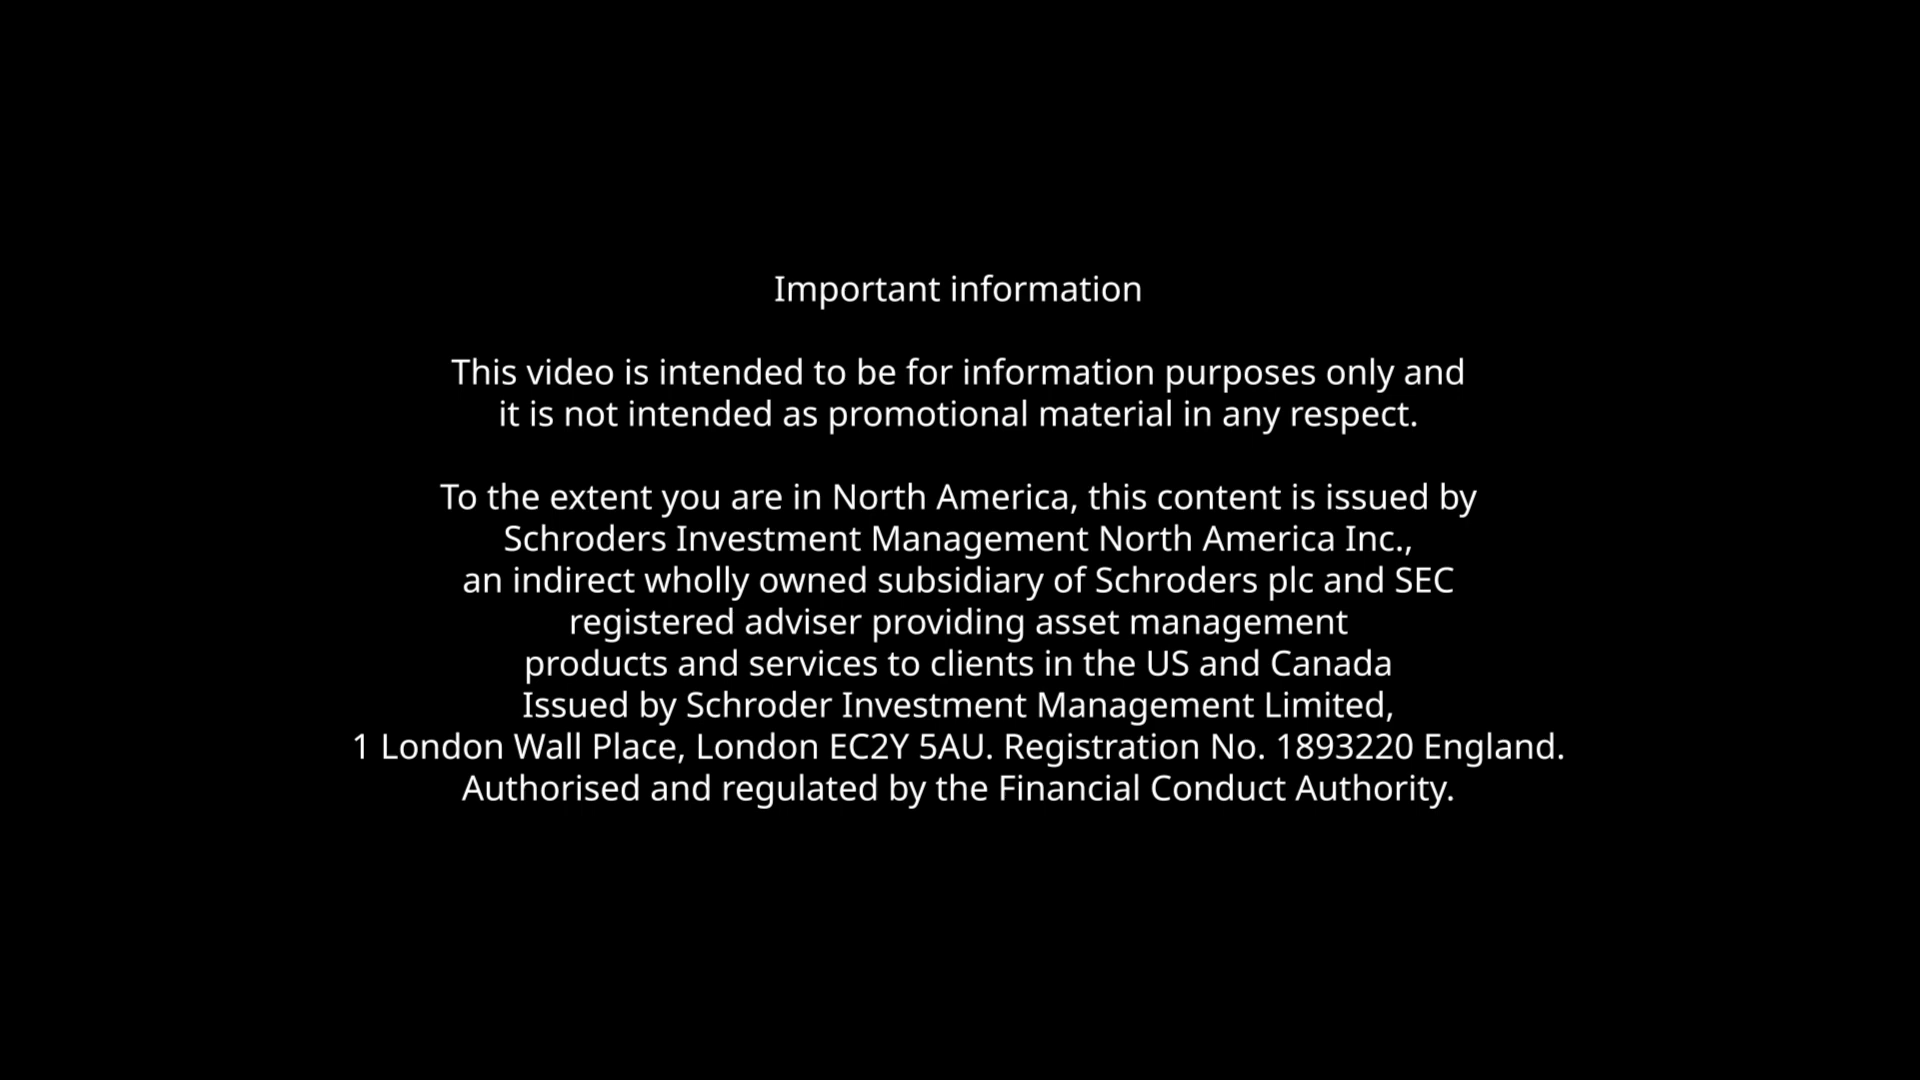 Important information
This video is intended to be for information purposes only and
it is not intended as promotional material in any respect.
To the extent you are in North America, this content is issued by
Schroders Investment Management North America Inc.,
an indirect wholly owned subsidiary of Schroders plc and SEC
registered adviser providing asset management
products and services to clients in the US and Canada
Issued by Schroder Investment Management Limited,
1 London Wall Place, London EC2Y 5AU. Registration No. 1893220 England.
Authorised and regulated by the Financial Conduct Authority.